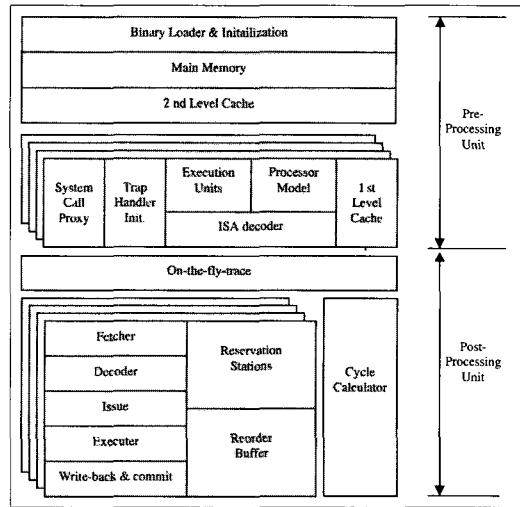 Binary Loader & Initailization
Main Memory
2 nd Level Cache
Pre-
Processing
Unit
System
Call
Proxy
Trap
Handler
Init.
Execution
Units
Processor
Model
ISA decoder
1 st
Level
Cache
On-the-fly-trace
Fetcher
Decoder
Issue
Executer
Write-back & commit
Reservation
Stations
Reorder
Buffer
Cycle
Calculator
Post-
Processing
Unit